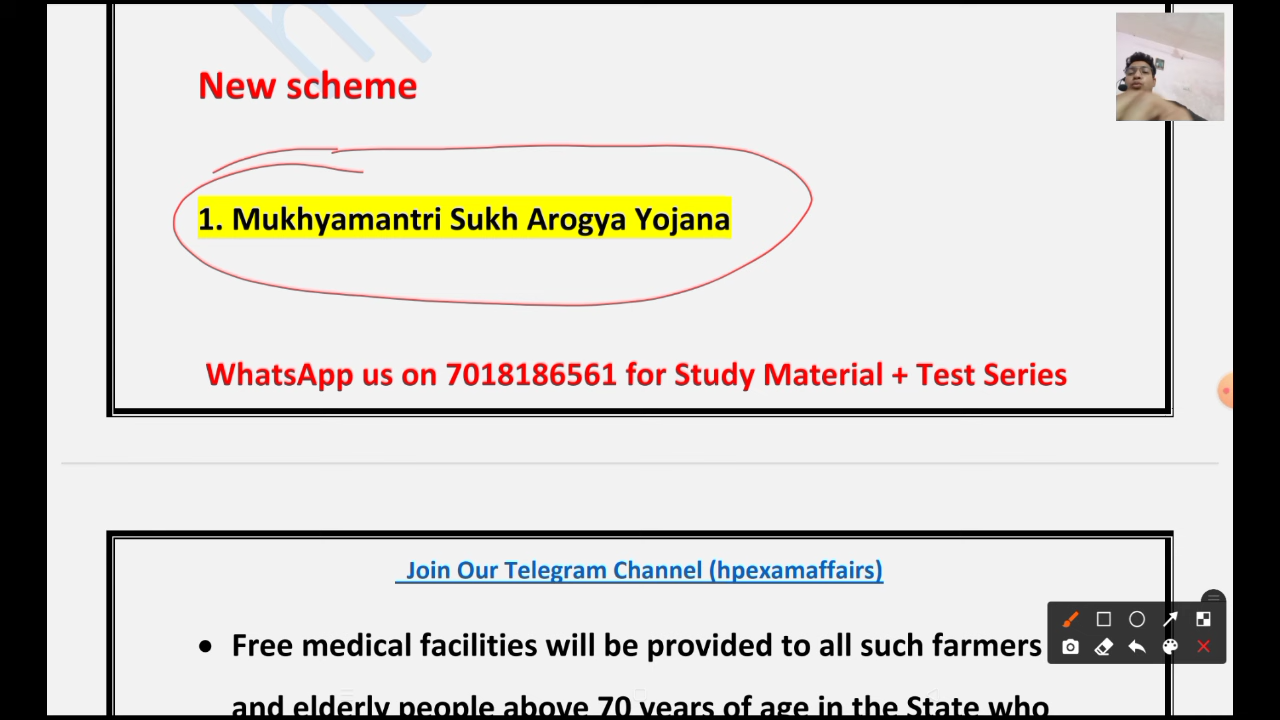 hp
New scheme
1. Mukhyamantri Sukh Arogya Yojana
WhatsApp us on 7018186561 for Study Material + Test Series
Join Our Telegram Channel (hpexamaffairs)
• Free medical facilities will be provided to all such farmers
and elderly people above 70 years of age in the State who